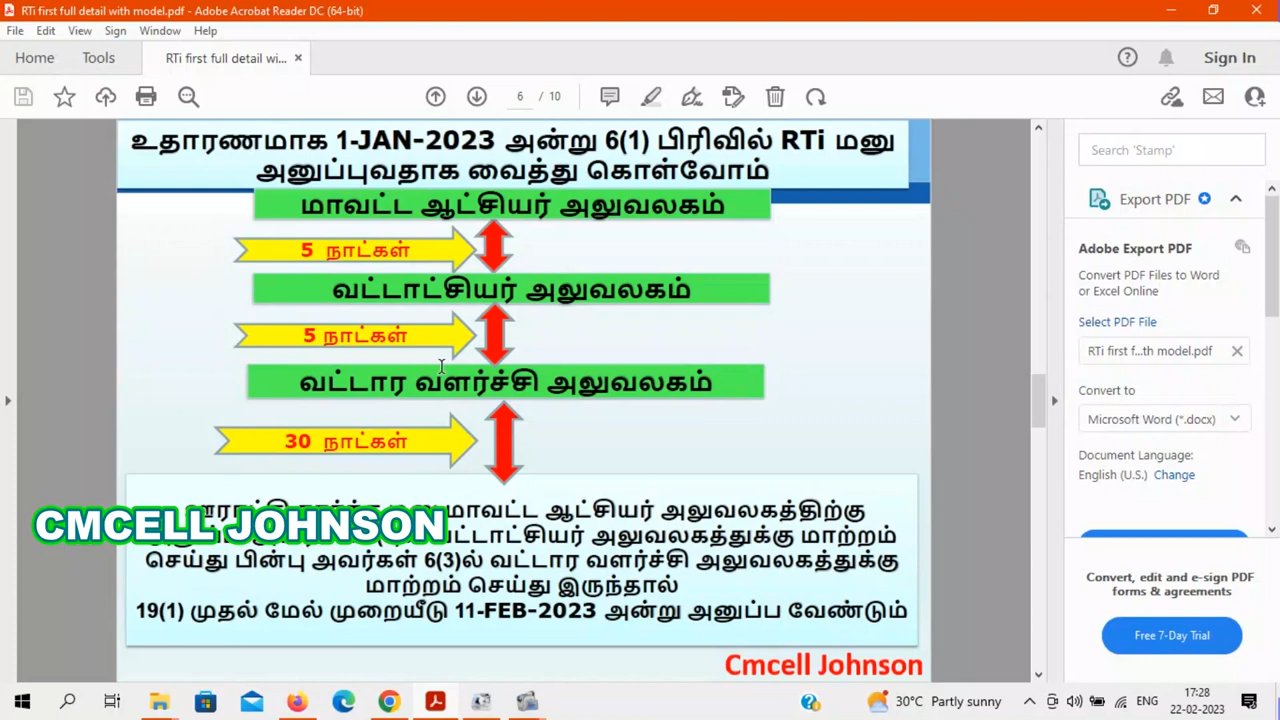 RTi first full detail with model.pdf - Adobe Acrobat Reader DC (64-bit)
File Edit View Sign Window Help
Home Tools RTi first full detail wi... ×
Sign In
6 / 10
உதாரணமாக 1-JAN-2023 அன்று 6(1) பிரிவில் RTi மனு
அனுப்புவதாக வைத்து கொள்வோம்
மாவட்ட ஆட்சியர் அலுவலகம்
5 நாட்கள்
வட்டாட்சியர் அலுவலகம்
5 நாட்கள்
வட்டார வளர்ச்சி அலுவலகம்
30 நாட்கள்
மாவட்ட ஆட்சியர் அலுவலகத்திற்கு
CMCELL JOHNSON
வட்டாட்சியர் அலுவலகத்துக்கு மாற்றம்
செய்து பின்பு அவர்கள் 6(3)ல் வட்டார வளர்ச்சி அலுவலகத்துக்கு
மாற்றம் செய்து இருந்தால்
19(1) முதல் மேல் முறையீடு 11-FEB-2023 அன்று அனுப்ப வேண்டும்
Cmcell Johnson
Search 'Stamp'
Export PDF
Adobe Export PDF
Convert PDF Files to Word
or Excel Online
Select PDF File
RTi first f...th model.pdf
Convert to
Microsoft Word (*.docx)
Document Language:
English (U.S.) Change
Convert, edit and e-sign PDF
forms & agreements
Free 7-Day Trial
30°C Partly sunny
ENG
17:28
22-02-2023